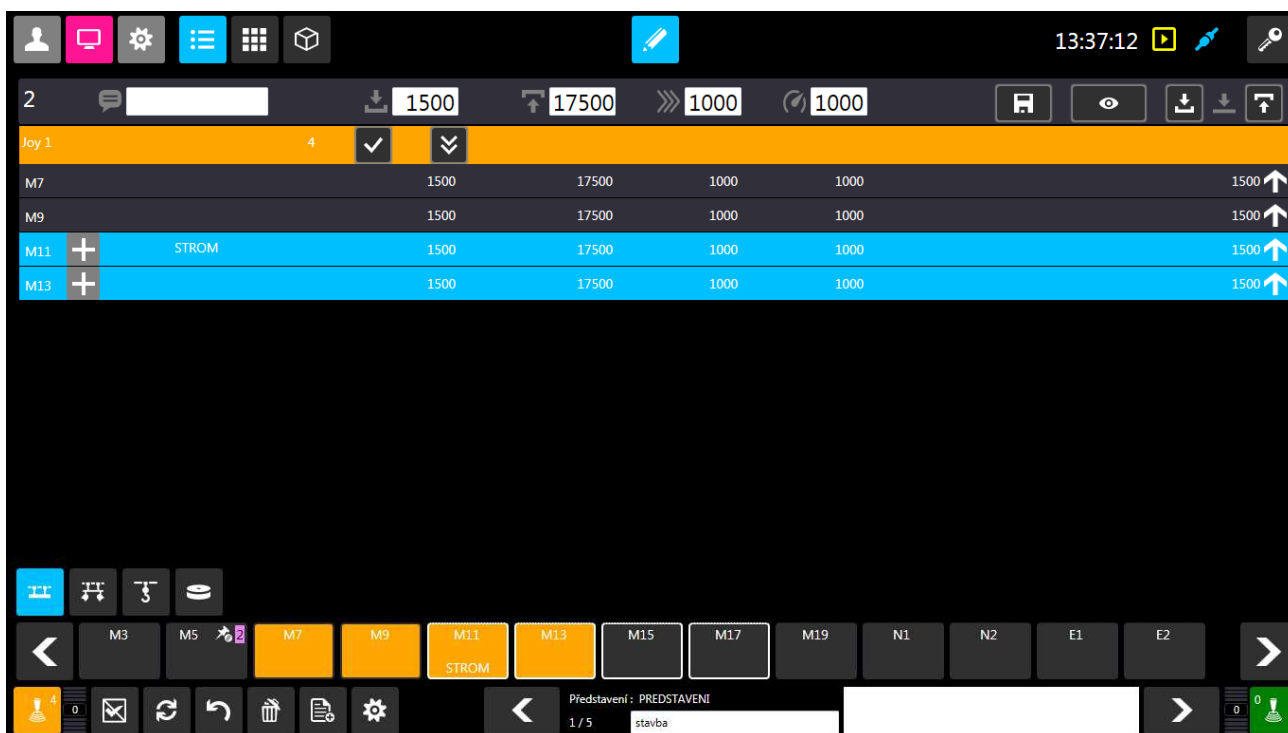 13:37:12
2 1500 17500 1000 1000
Joy 1 4
M7 1500 17500 1000 1000 1500
M9 1500 17500 1000 1000 1500
M11 STROM 1500 17500 1000 1000 1500
M13 1500 17500 1000 1000 1500
M3 M5 2 M7 M9 M11 M13 M15 M17 M19 N1 N2 E1 E2
STROM
4 0 Představení : PREDSTAVENI 0 0
1 / 5 stavba